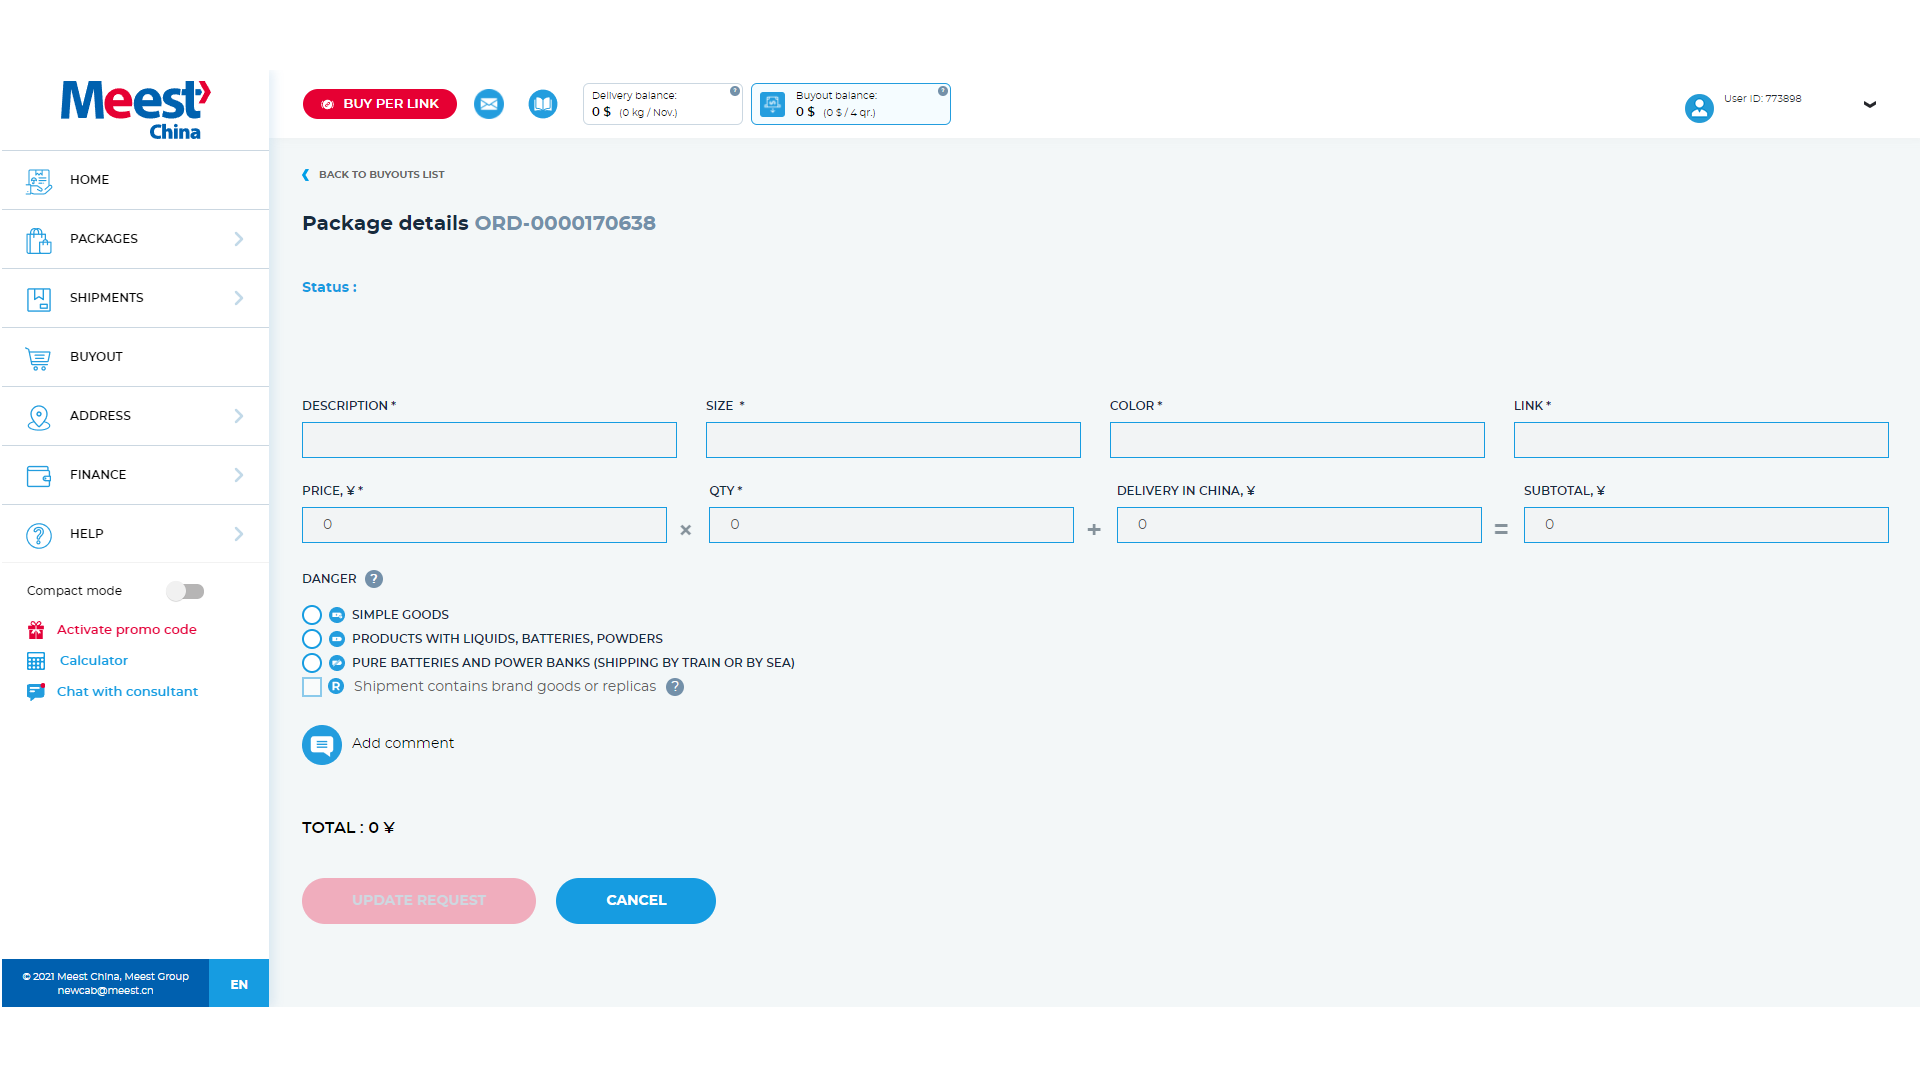 Meest
China
BUY PER LINK
Delivery balance:
0 $ (0 kg / Nov.)
?
Buyout balance:
0 $ (0 $ / 4 qr.)
?
User ID: 773898
HOME
PACKAGES
SHIPMENTS
BUYOUT
ADDRESS
FINANCE
HELP
Compact mode
Activate promo code
Calculator
Chat with consultant
© 2021 Meest China, Meest Group
newcab@meest.cn
EN
BACK TO BUYOUTS LIST
Package details ORD-0000170638
Status :
DESCRIPTION * SIZE * COLOR * LINK *
PRICE, ¥ * QTY * DELIVERY IN CHINA, ¥ SUBTOTAL, ¥
0 × 0 + 0 = 0
DANGER ?
SIMPLE GOODS
PRODUCTS WITH LIQUIDS, BATTERIES, POWDERS
PURE BATTERIES AND POWER BANKS (SHIPPING BY TRAIN OR BY SEA)
R Shipment contains brand goods or replicas ?
Add comment
TOTAL : 0 ¥
UPDATE REQUEST
CANCEL